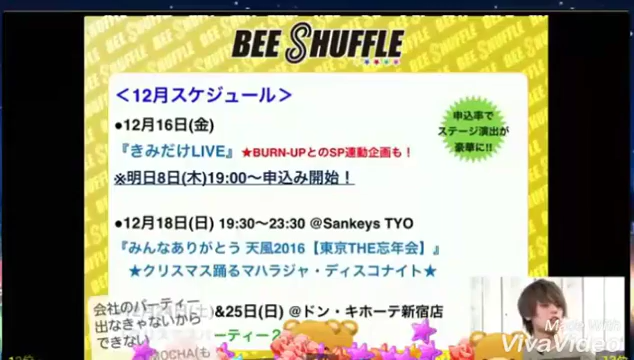 BEE SHUFFLE
＜12月スケジュール＞
●12月16日(金)
『きみだけLIVE』 ★BURN-UPとのSP連動企画も！
※明日8日(木)19:00〜申込み開始！
申込率で
ステージ演出が
豪華に!!
●12月18日(日) 19:30〜23:30 @Sankeys TYO
『みんなありがとう 天風2016【東京THE忘年会】』
★クリスマス踊るマハラジャ・ディスコナイト★
&25日(日) @ドン・キホーテ新宿店
会社のパーティー
出なきゃないから
できない
パーティー
MOCHA(も
Made With
VivaVideo